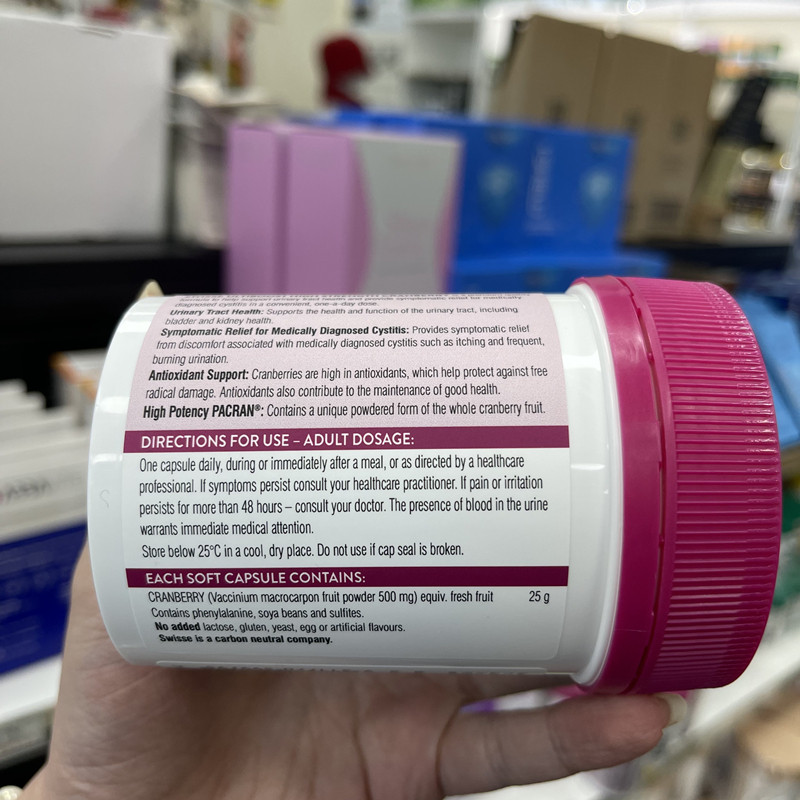 diagnosed cystitis in a convenient, one-a-day dose.
Urinary Tract Health: Supports the health and function of the urinary tract, including
bladder and kidney health.
Symptomatic Relief for Medically Diagnosed Cystitis: Provides symptomatic relief
from discomfort associated with medically diagnosed cystitis such as itching and frequent,
burning urination.
Antioxidant Support: Cranberries are high in antioxidants, which help protect against free
radical damage. Antioxidants also contribute to the maintenance of good health.
High Potency PACRAN®: Contains a unique powdered form of the whole cranberry fruit.
DIRECTIONS FOR USE – ADULT DOSAGE:
One capsule daily, during or immediately after a meal, or as directed by a healthcare
professional. If symptoms persist consult your healthcare practitioner. If pain or irritation
persists for more than 48 hours – consult your doctor. The presence of blood in the urine
warrants immediate medical attention.
Store below 25°C in a cool, dry place. Do not use if cap seal is broken.
EACH SOFT CAPSULE CONTAINS:
CRANBERRY (Vaccinium macrocarpon fruit powder 500 mg) equiv. fresh fruit 25 g
Contains phenylalanine, soya beans and sulfites.
No added lactose, gluten, yeast, egg or artificial flavours.
Swisse is a carbon neutral company.